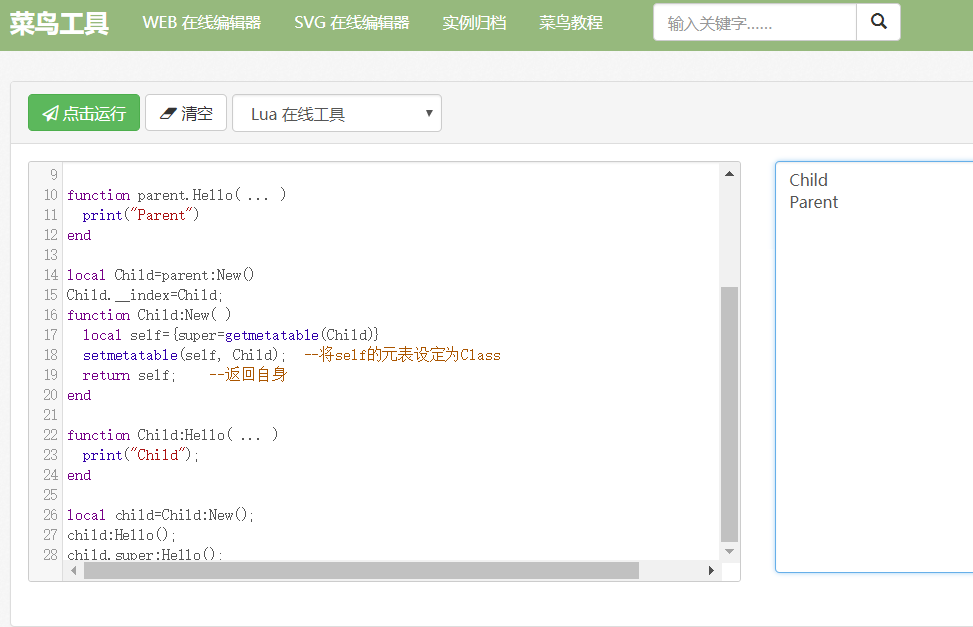 菜鸟工具 WEB 在线编辑器 SVG 在线编辑器 实例归档 菜鸟教程 输入关键字......
点击运行 清空 Lua 在线工具
9
10 function parent.Hello( ... )
11 print("Parent")
12 end
13
14 local Child=parent:New()
15 Child.__index=Child;
16 function Child:New( )
17 local self={super=getmetatable(Child)}
18 setmetatable(self, Child); --将self的元表设定为Class
19 return self; --返回自身
20 end
21
22 function Child:Hello( ... )
23 print("Child");
24 end
25
26 local child=Child:New();
27 child:Hello();
28 child.super:Hello();
Child
Parent